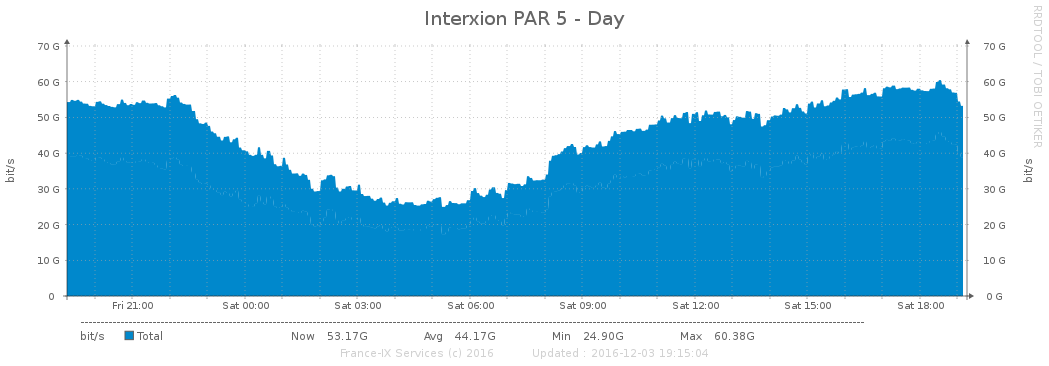 Interxion PAR 5 - Day
RRDTOOL / TOBI OETIKER
70 G 70 G
60 G 60 G
50 G 50 G
40 G 40 G
30 G 30 G
20 G 20 G
10 G 10 G
0 0 G
bit/s bit/s
Fri 21:00 Sat 00:00 Sat 03:00 Sat 06:00 Sat 09:00 Sat 12:00 Sat 15:00 Sat 18:00
bit/s Total Now 53.17G Avg 44.17G Min 24.90G Max 60.38G
France-IX Services (c) 2016 Updated : 2016-12-03 19:15:04